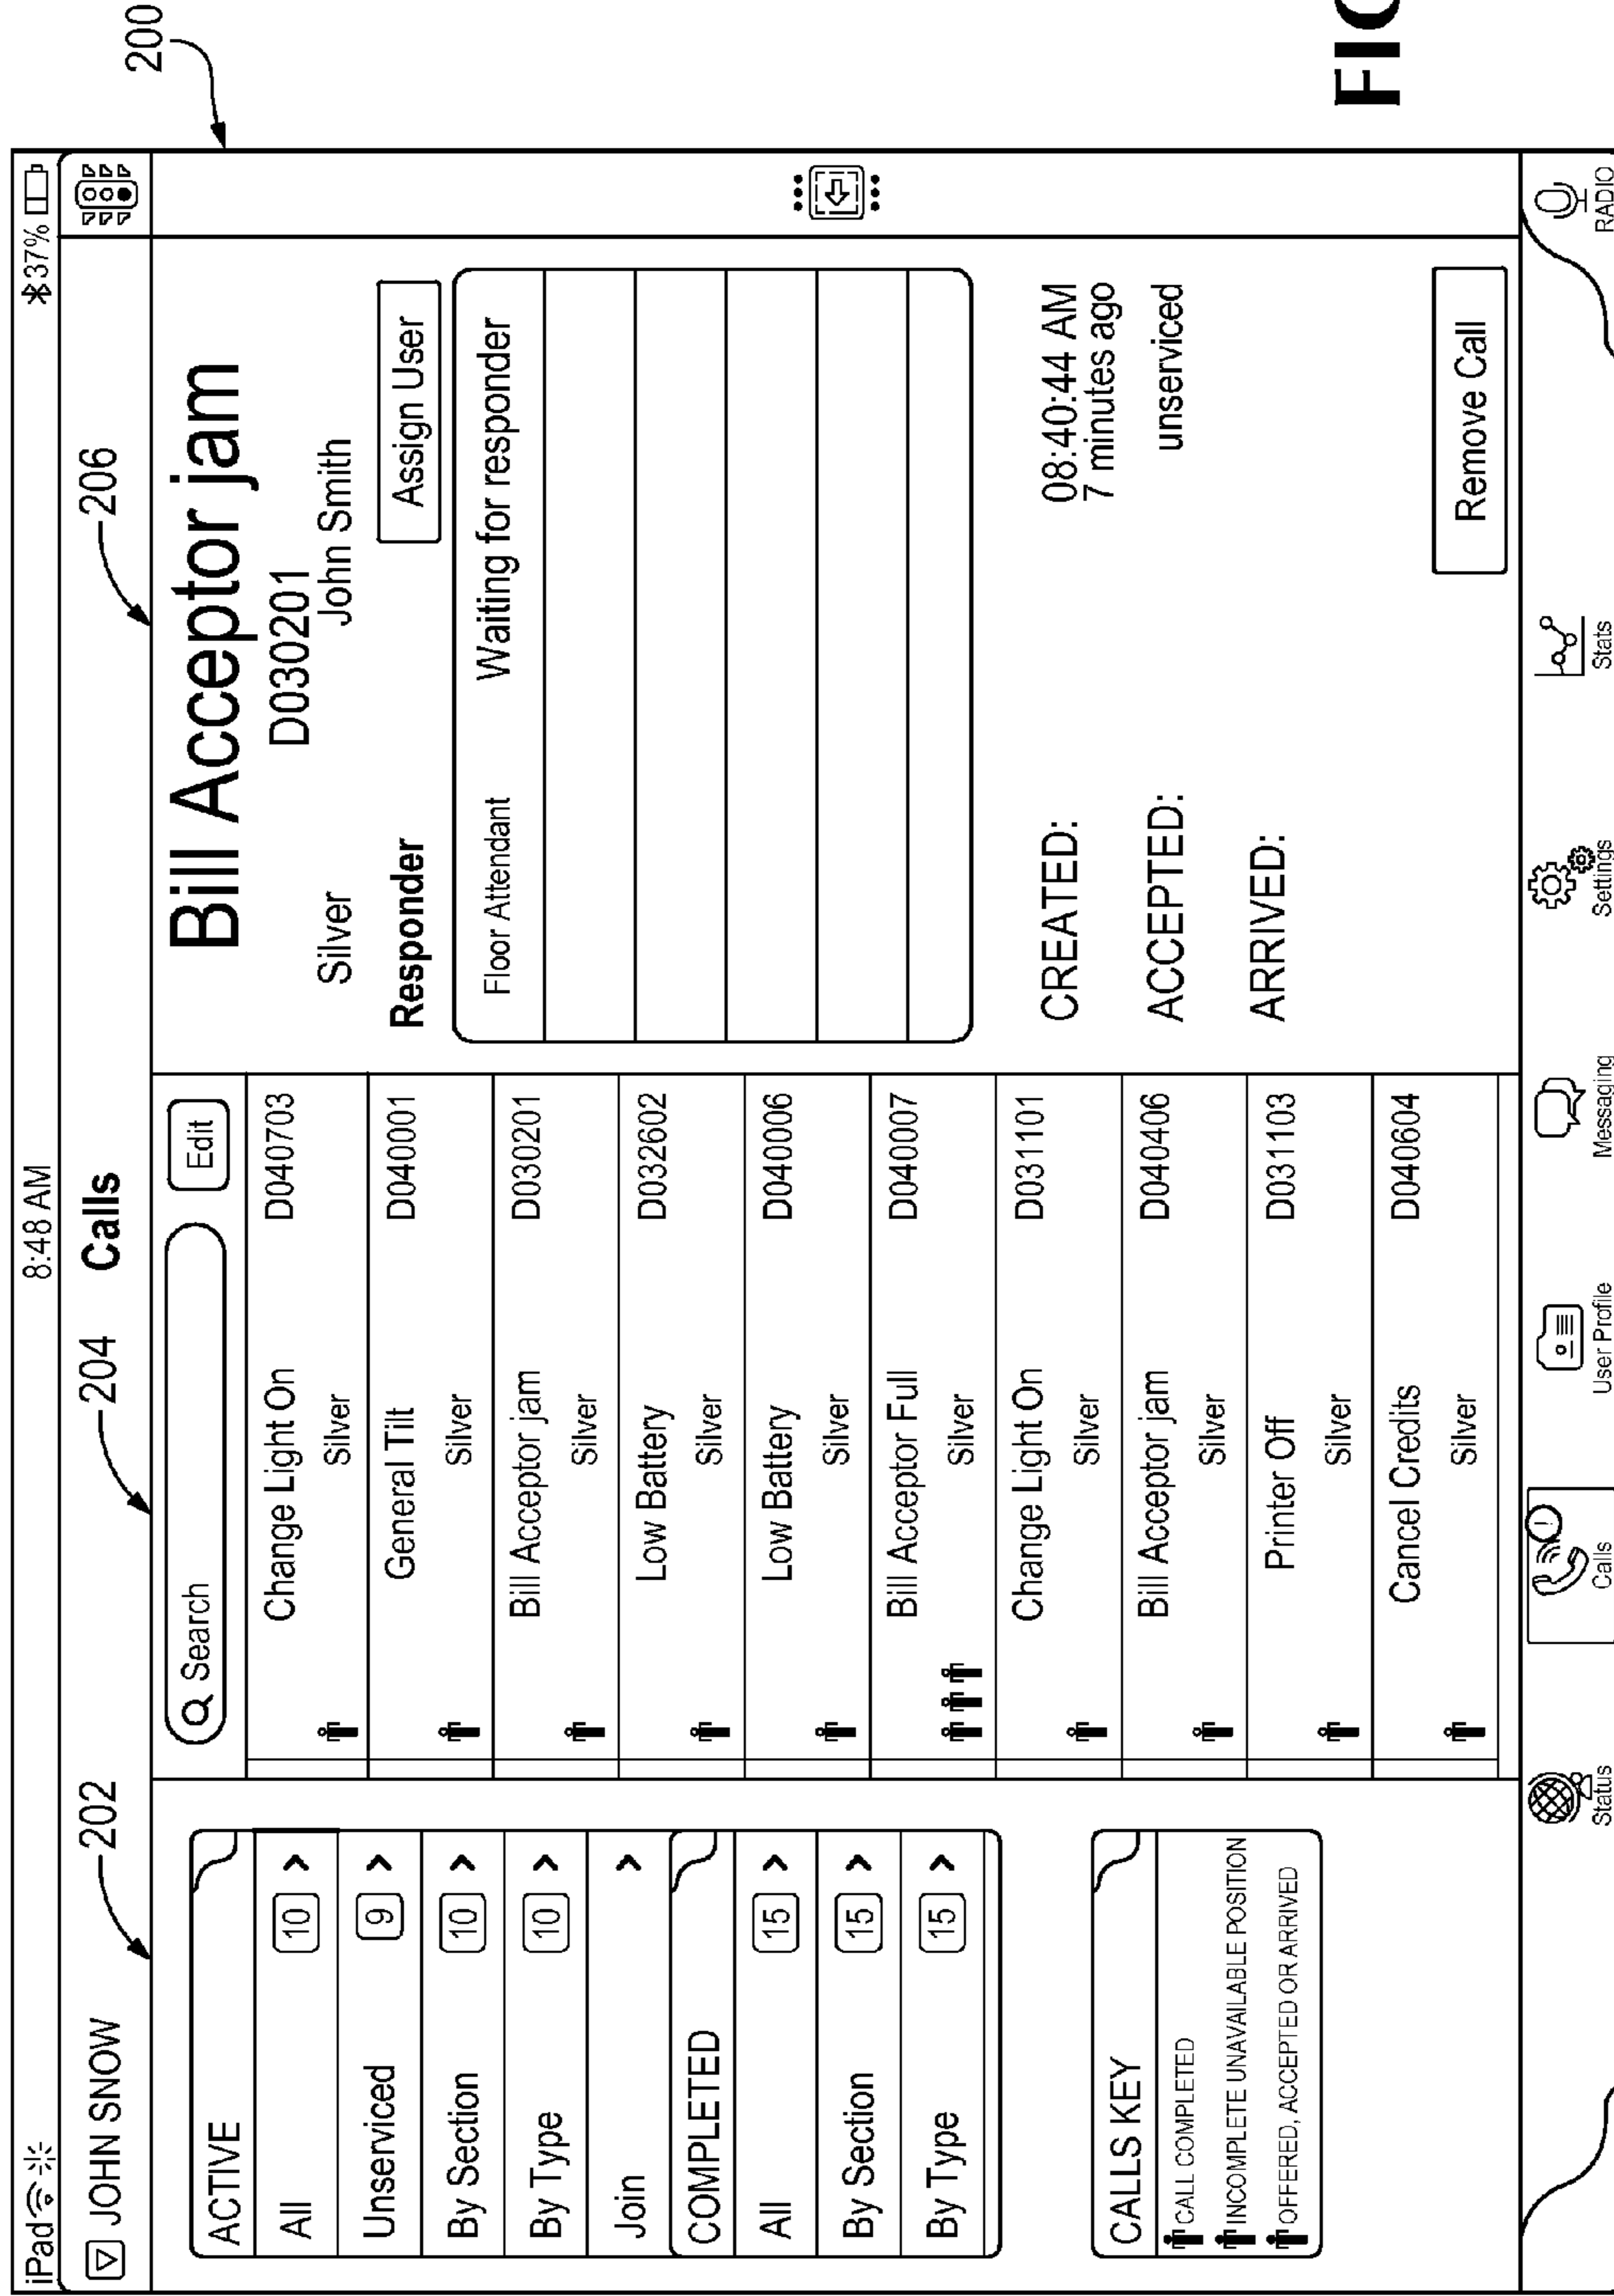 iPad 8:48 AM 37%
JOHN SNOW Calls
200
202
204
206
ACTIVE
All 10 >
Unserviced 9 >
By Section 10 >
By Type 10 >
Join >
COMPLETED
All 15 >
By Section 15 >
By Type 15 >
CALLS KEY
CALL COMPLETED
INCOMPLETE UNAVAILABLE POSITION
OFFERED, ACCEPTED OR ARRIVED
Search Edit
Change Light On D040703
Silver
General Tilt D040001
Silver
Bill Acceptor jam D030201
Silver
Low Battery D032602
Silver
Low Battery D040006
Silver
Bill Acceptor Full D040007
Silver
Change Light On D031101
Silver
Bill Acceptor jam D040406
Silver
Printer Off D031103
Silver
Cancel Credits D040604
Silver
Bill Acceptor jam
D030201
Silver John Smith
Responder Assign User
Floor Attendant Waiting for responder
CREATED: 08:40:44 AM
7 minutes ago
ACCEPTED: unserviced
ARRIVED:
Remove Call
Status Calls User Profile Messaging Settings Stats RADIO